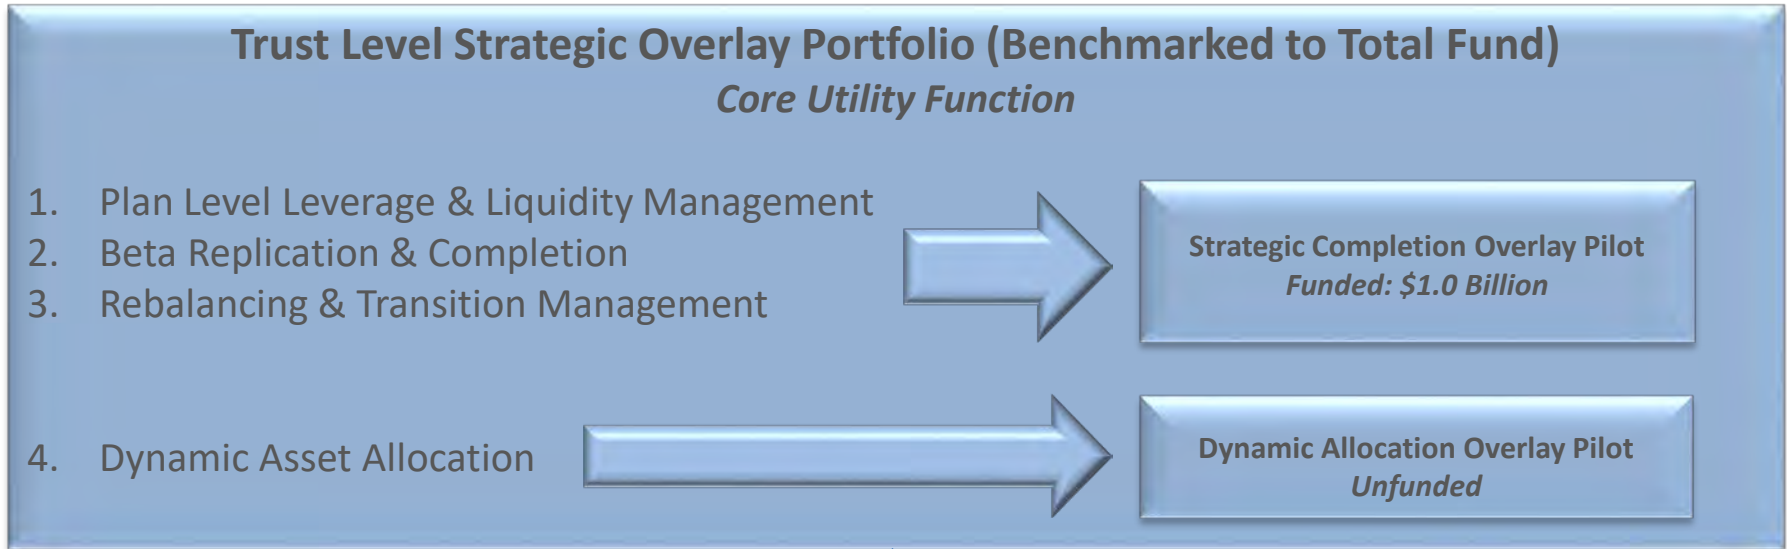 Trust Level Strategic Overlay Portfolio (Benchmarked to Total Fund)
Core Utility Function
1. Plan Level Leverage & Liquidity Management
2. Beta Replication & Completion
3. Rebalancing & Transition Management
Strategic Completion Overlay Pilot
Funded: $1.0 Billion
4. Dynamic Asset Allocation
Dynamic Allocation Overlay Pilot
Unfunded